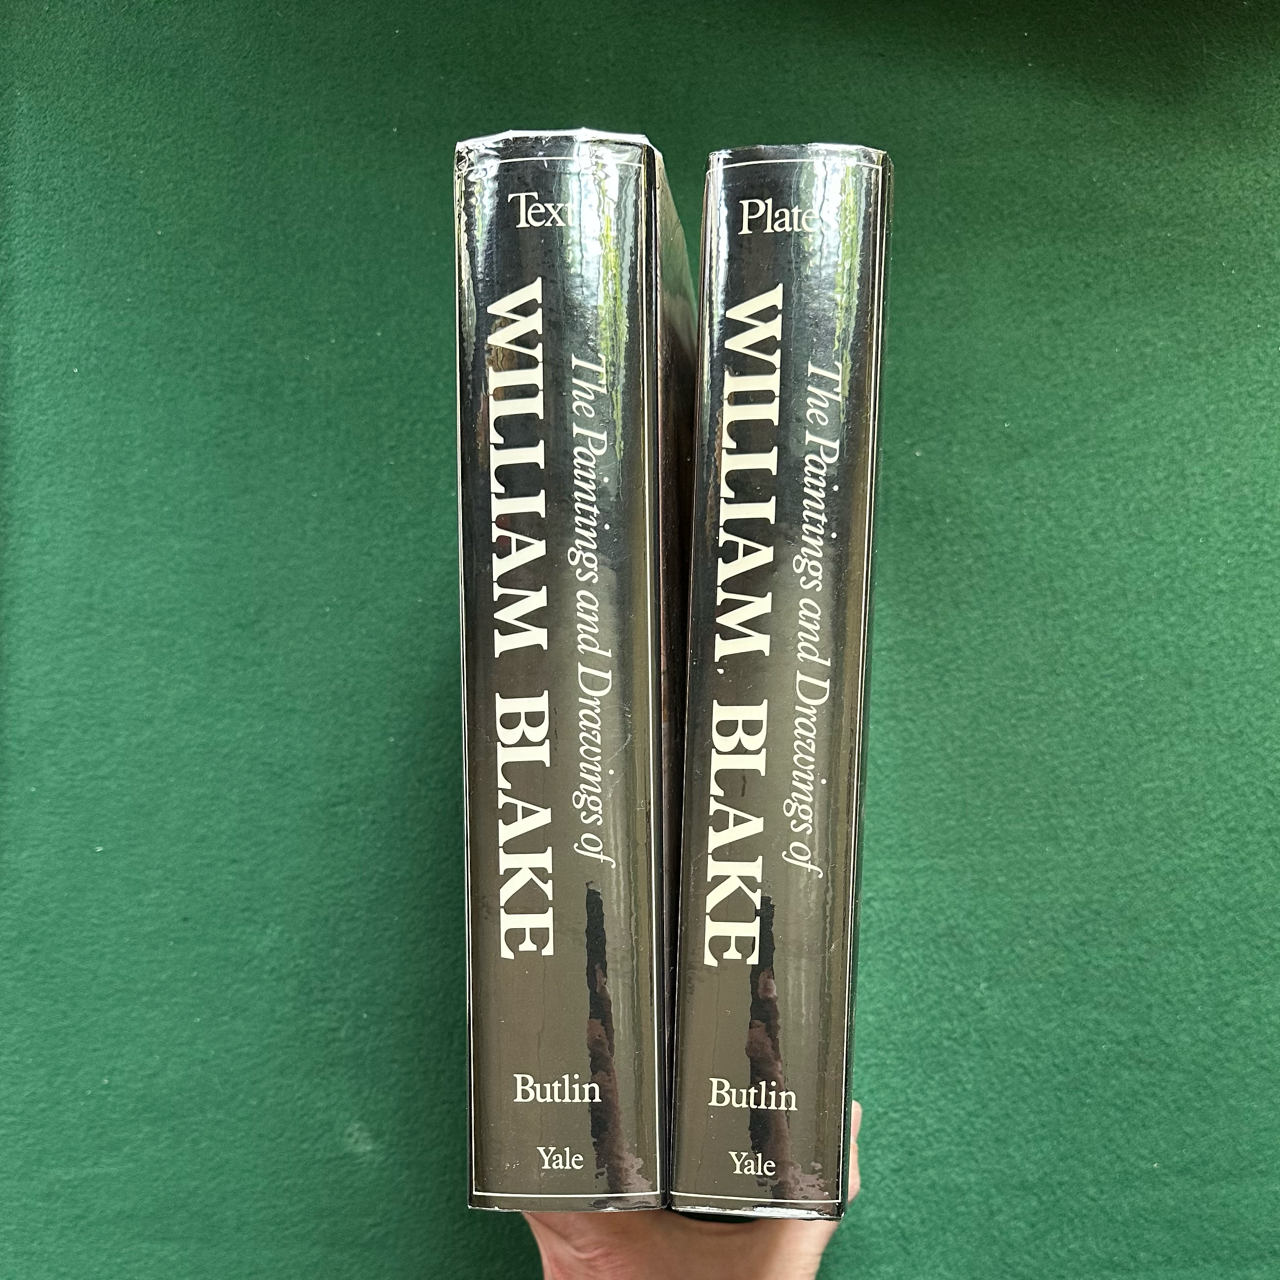 Text
The Paintings and Drawings of
WILLIAM BLAKE
Butlin
Yale
Plates
The Paintings and Drawings of
WILLIAM BLAKE
Butlin
Yale